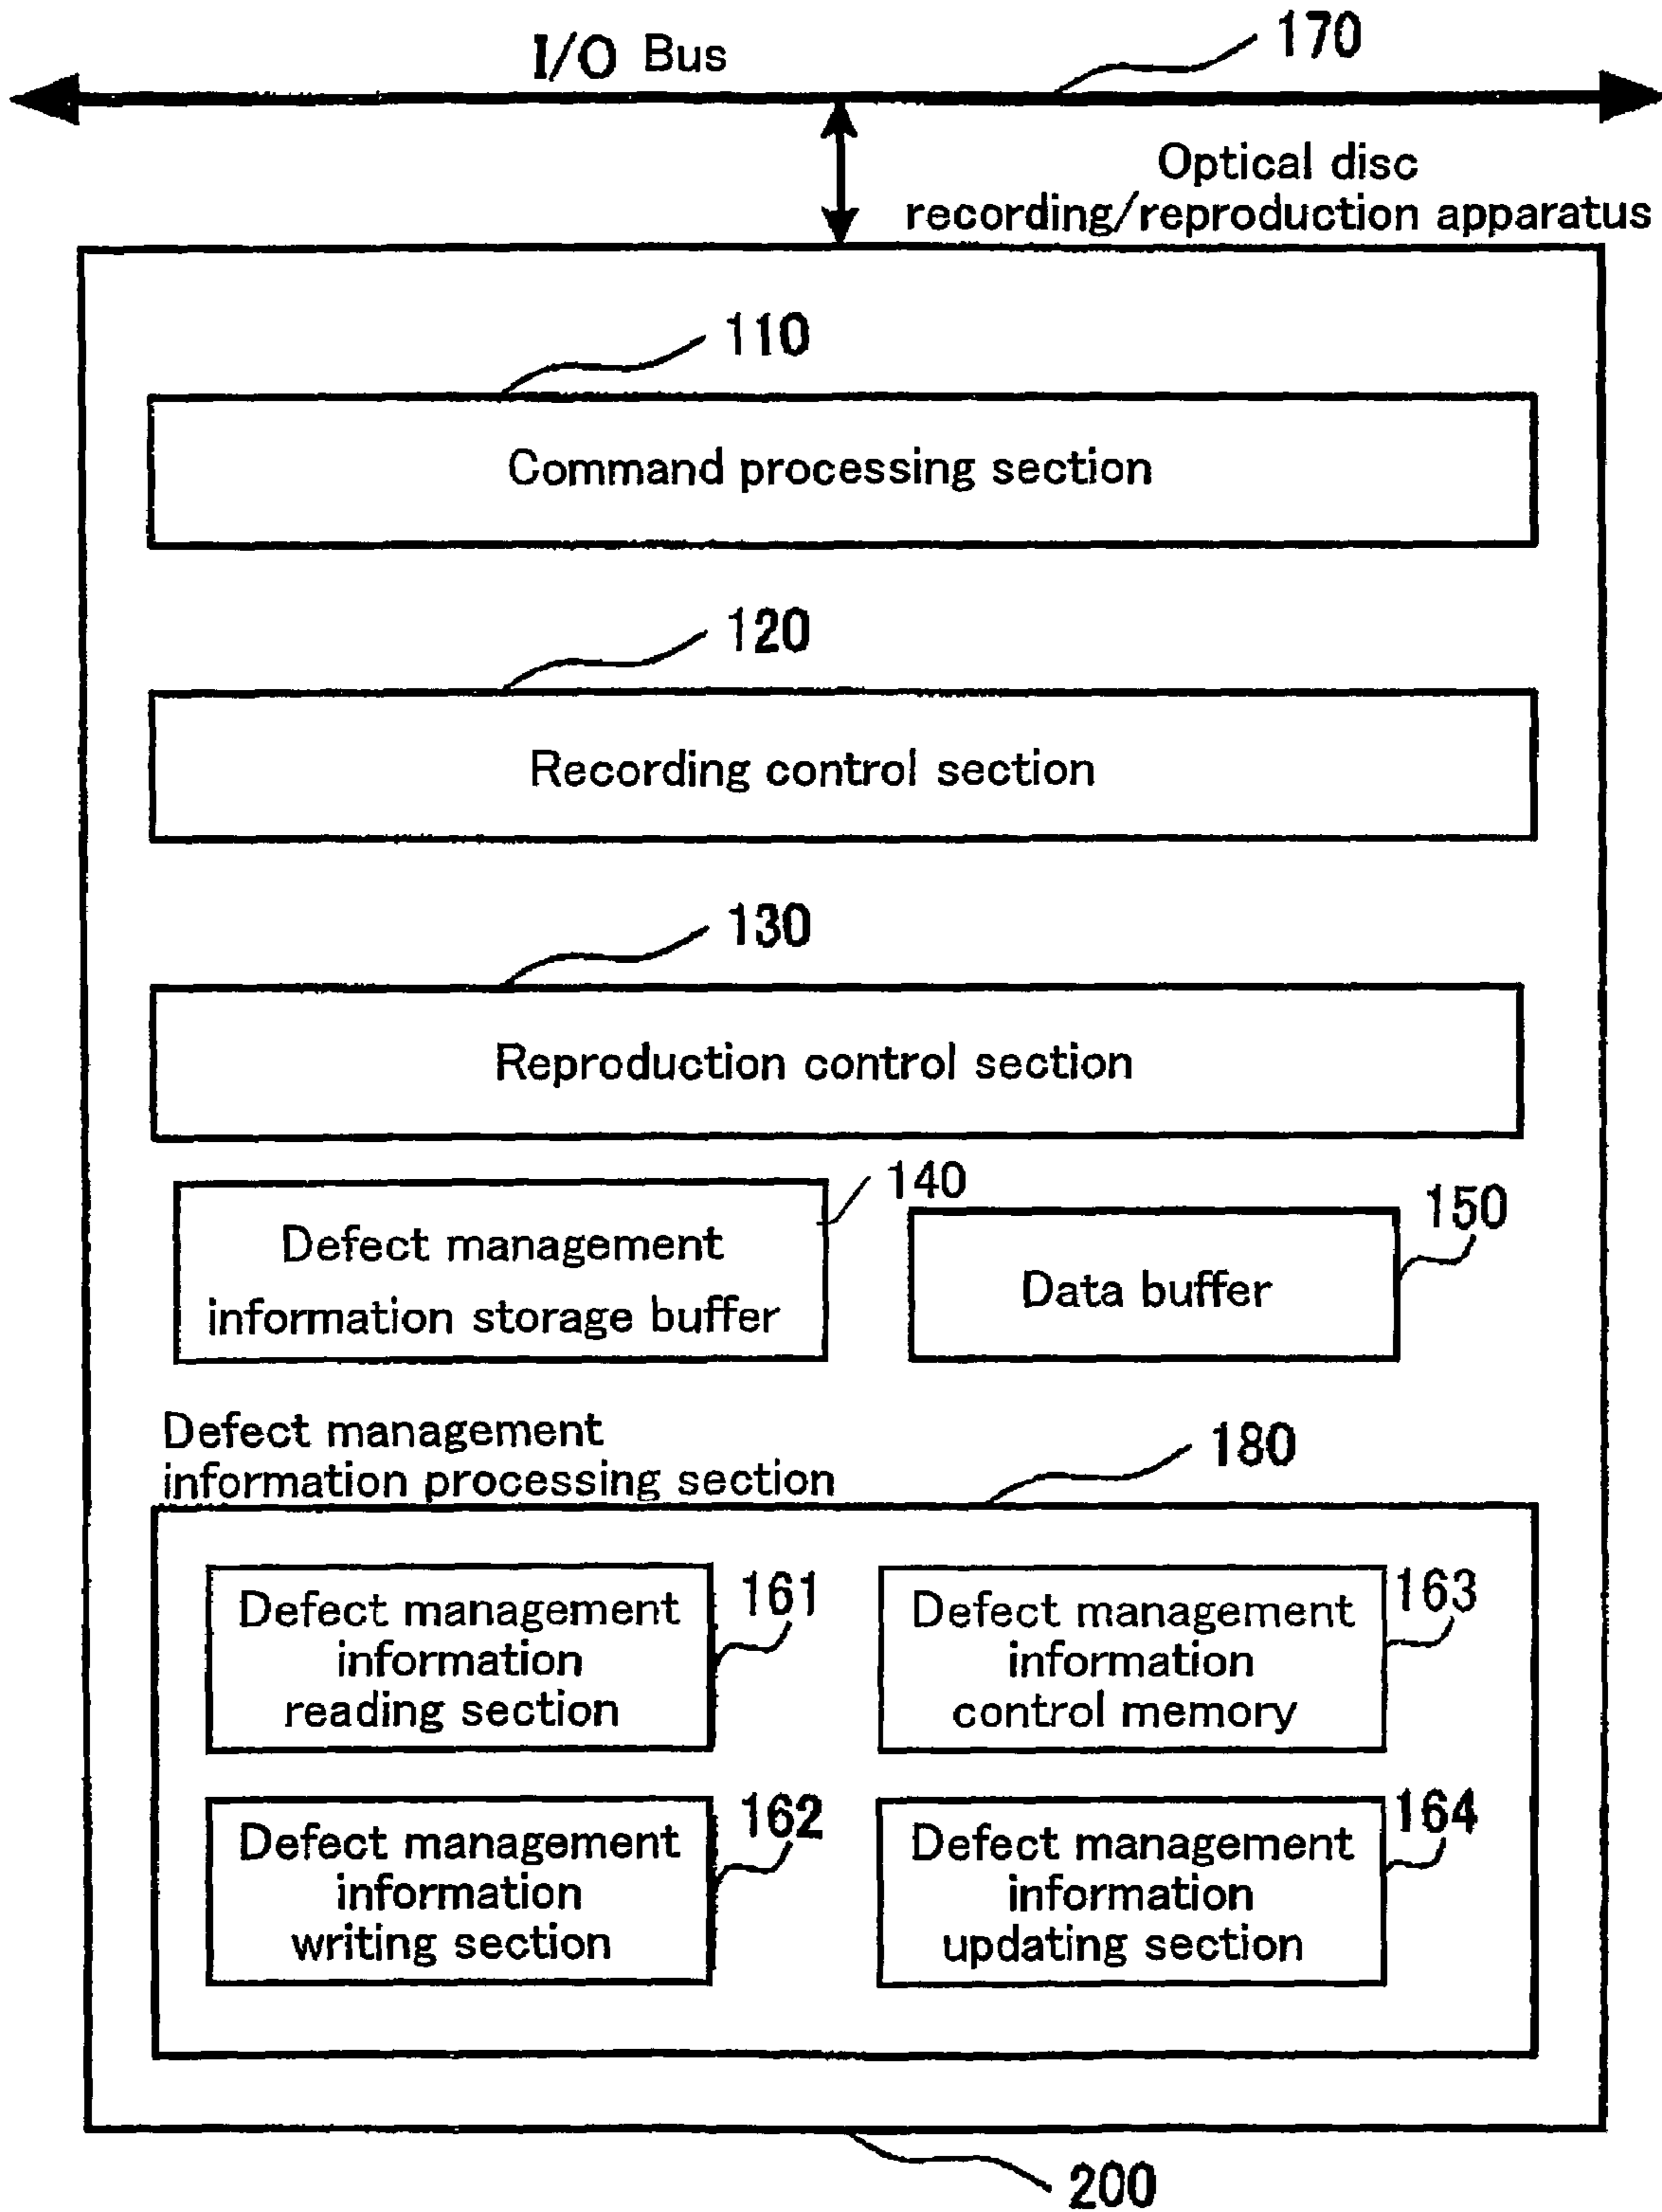 I/O Bus
170
Optical disc
recording/reproduction apparatus
110
Command processing section
120
Recording control section
130
Reproduction control section
140
Defect management
information storage buffer
150
Data buffer
Defect management
information processing section
180
Defect management
information
reading section
161
Defect management
information
control memory
163
Defect management
information
writing section
162
Defect management
information
updating section
164
200